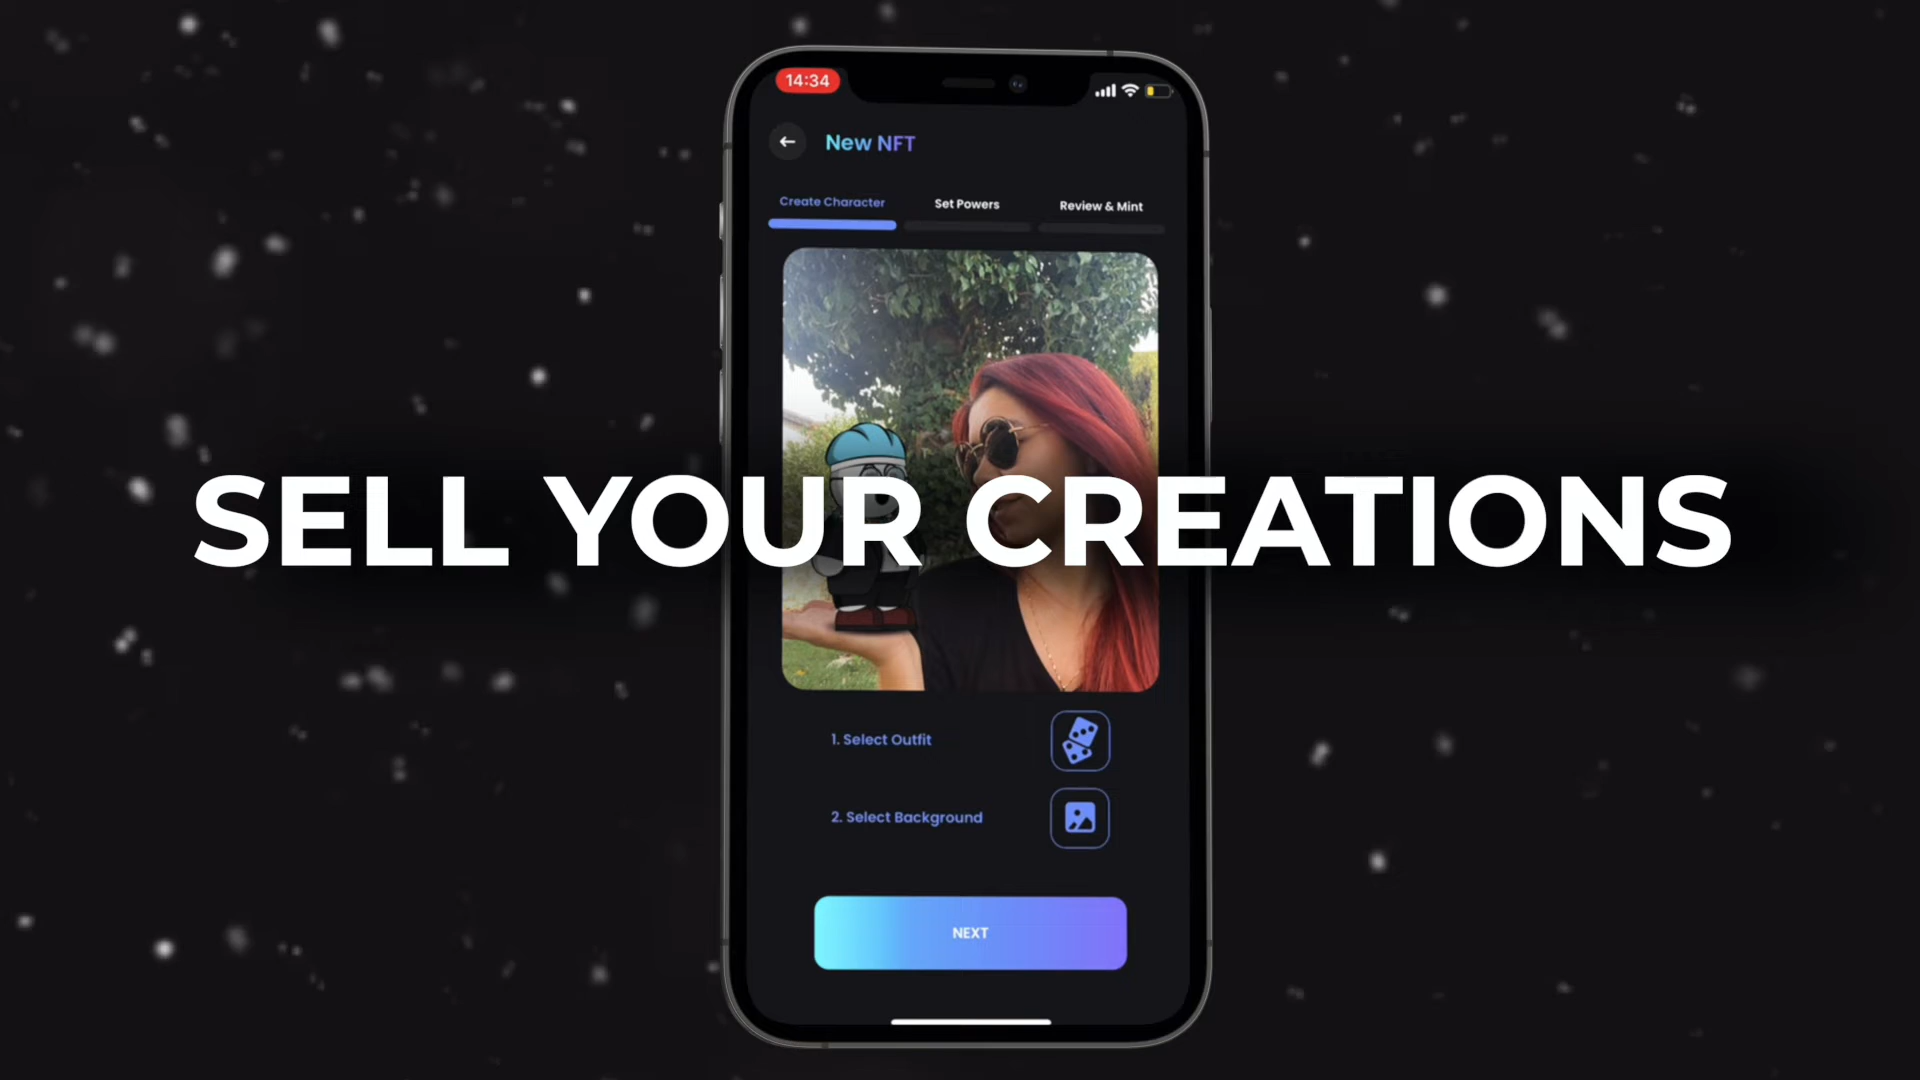 14:34
New NFT
Create Character
Set Powers
Review & Mint
SELL YOUR CREATIONS
1. Select Outfit
2. Select Background
NEXT